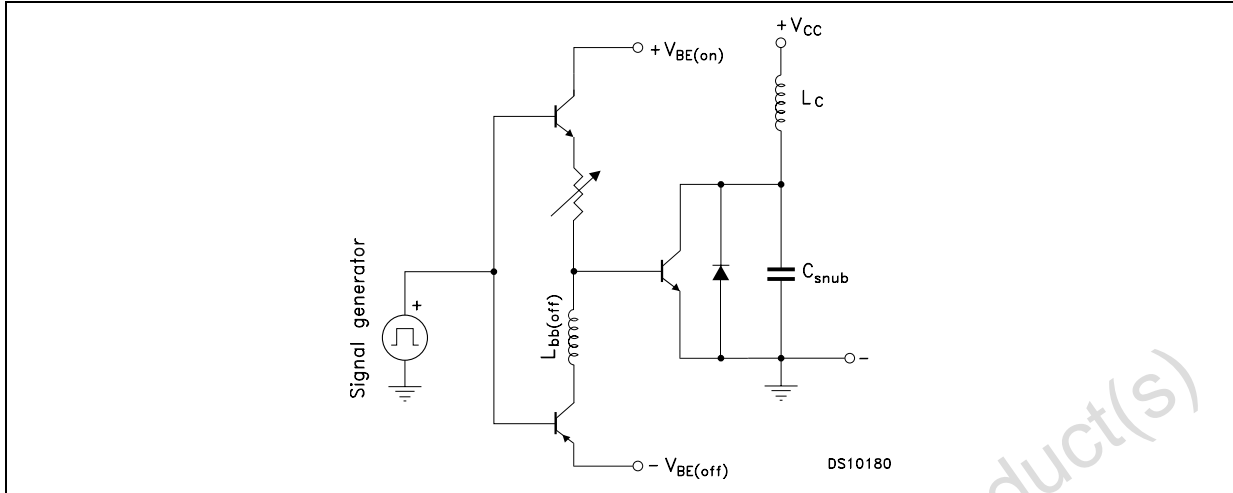 +VCC
+VBE(on)
LC
Signal generator
+
Lbb(off)
Csnub
-
-VBE(off)
DS10180
duct(s)